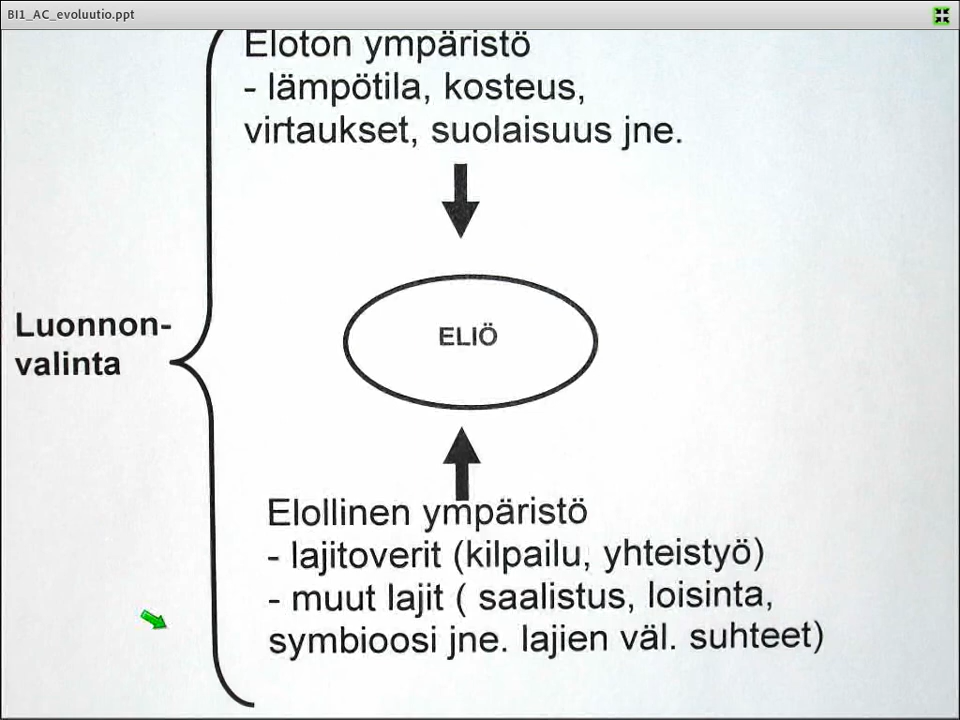 BI1_AC_evoluutio.ppt
Eloton ympäristö
- lämpötila, kosteus,
virtaukset, suolaisuus jne.
Luonnon-
valinta
ELIÖ
Elollinen ympäristö
- lajitoverit (kilpailu, yhteistyö)
- muut lajit ( saalistus, loisinta,
symbioosi jne. lajien väl. suhteet)